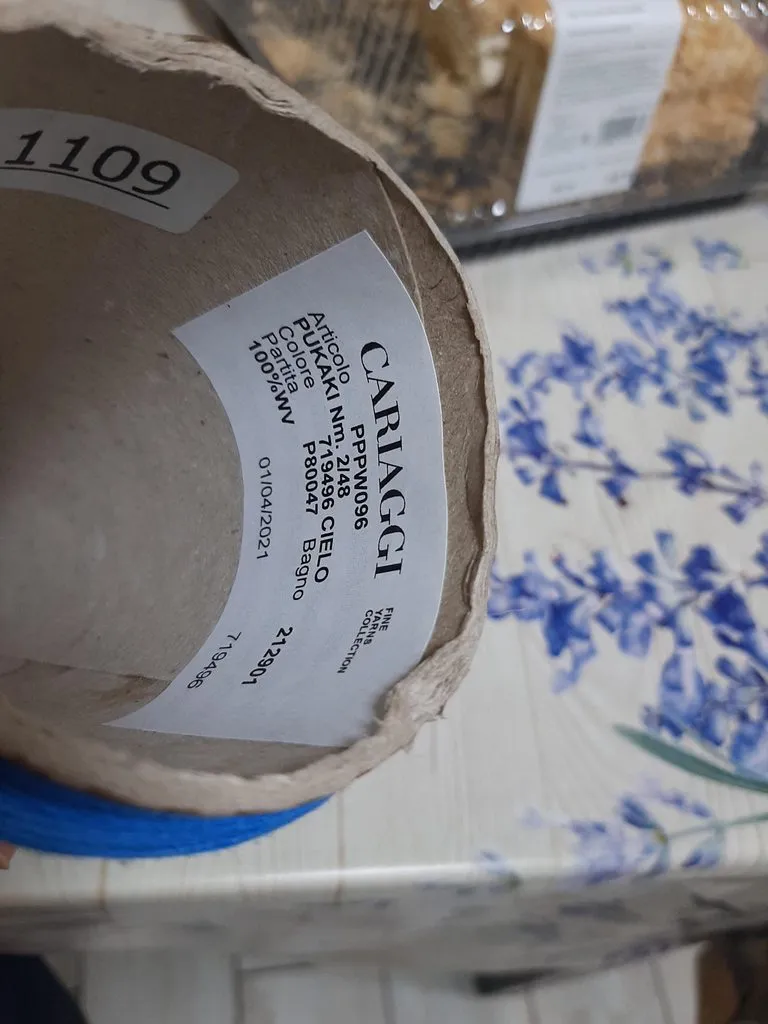 1109
CARIAGGI
FINE
YARNS
COLLECTION
Articolo PPPW096
PUKAKI Nm. 2/48
Colore 719496 CIELO
Partita P80047 Bagno 212901
100%WV
01/04/2021 719496